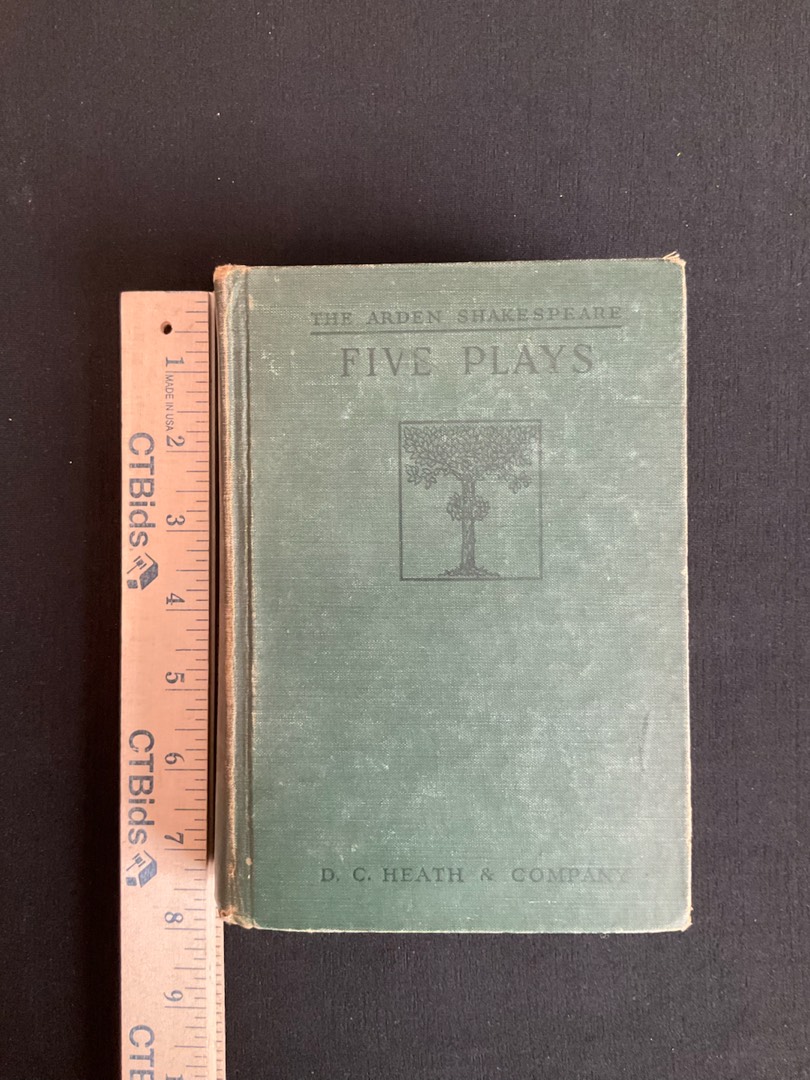 THE ARDEN SHAKESPEARE
FIVE PLAYS
D. C. HEATH & COMPANY
1
MADE IN USA
2
CTBids
3
4
5
6
CTBids
7
8
9
CTB